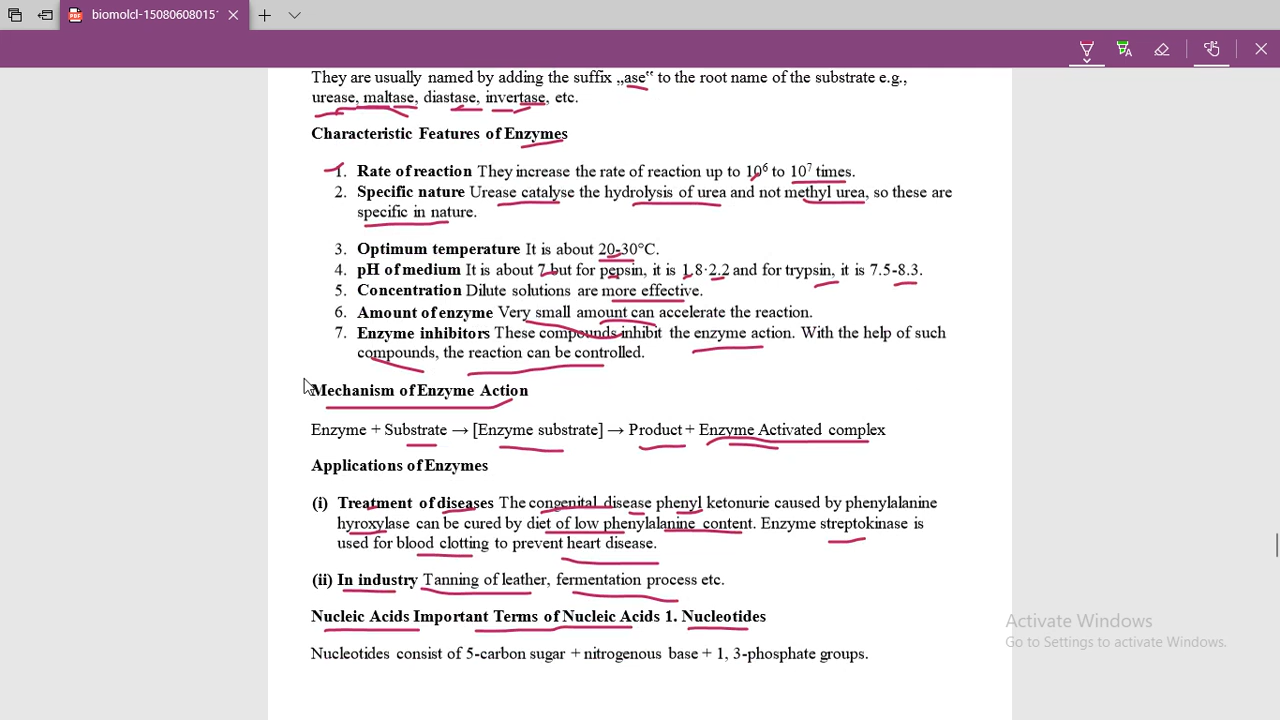 biomolcl-15080608015
They are usually named by adding the suffix „ase‟ to the root name of the substrate e.g.,
urease, maltase, diastase, invertase, etc.
Characteristic Features of Enzymes
1. Rate of reaction They increase the rate of reaction up to 10⁶ to 10⁷ times.
2. Specific nature Urease catalyse the hydrolysis of urea and not methyl urea, so these are
specific in nature.
3. Optimum temperature It is about 20-30°C.
4. pH of medium It is about 7 but for pepsin, it is 1.8·2.2 and for trypsin, it is 7.5-8.3.
5. Concentration Dilute solutions are more effective.
6. Amount of enzyme Very small amount can accelerate the reaction.
7. Enzyme inhibitors These compounds inhibit the enzyme action. With the help of such
compounds, the reaction can be controlled.
Mechanism of Enzyme Action
Enzyme + Substrate → [Enzyme substrate] → Product + Enzyme Activated complex
Applications of Enzymes
(i) Treatment of diseases The congenital disease phenyl ketonurie caused by phenylalanine
hyroxylase can be cured by diet of low phenylalanine content. Enzyme streptokinase is
used for blood clotting to prevent heart disease.
(ii) In industry Tanning of leather, fermentation process etc.
Nucleic Acids Important Terms of Nucleic Acids 1. Nucleotides
Nucleotides consist of 5-carbon sugar + nitrogenous base + 1, 3-phosphate groups.
Activate Windows
Go to Settings to activate Windows.